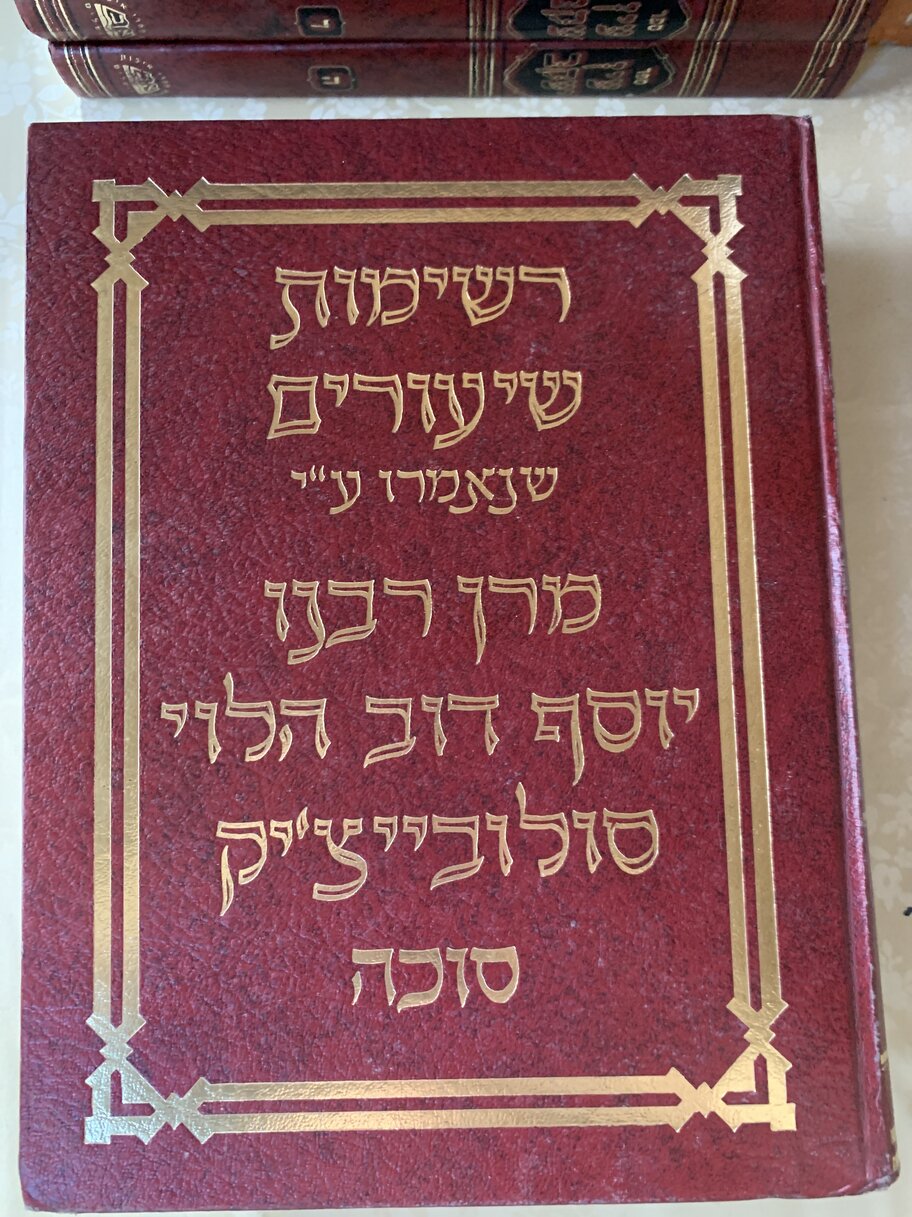 רשימות
שיעורים
שנאמרו ע״י
מרן רבנו
יוסף דוב הלוי
סולובייצ'יק
סוכה